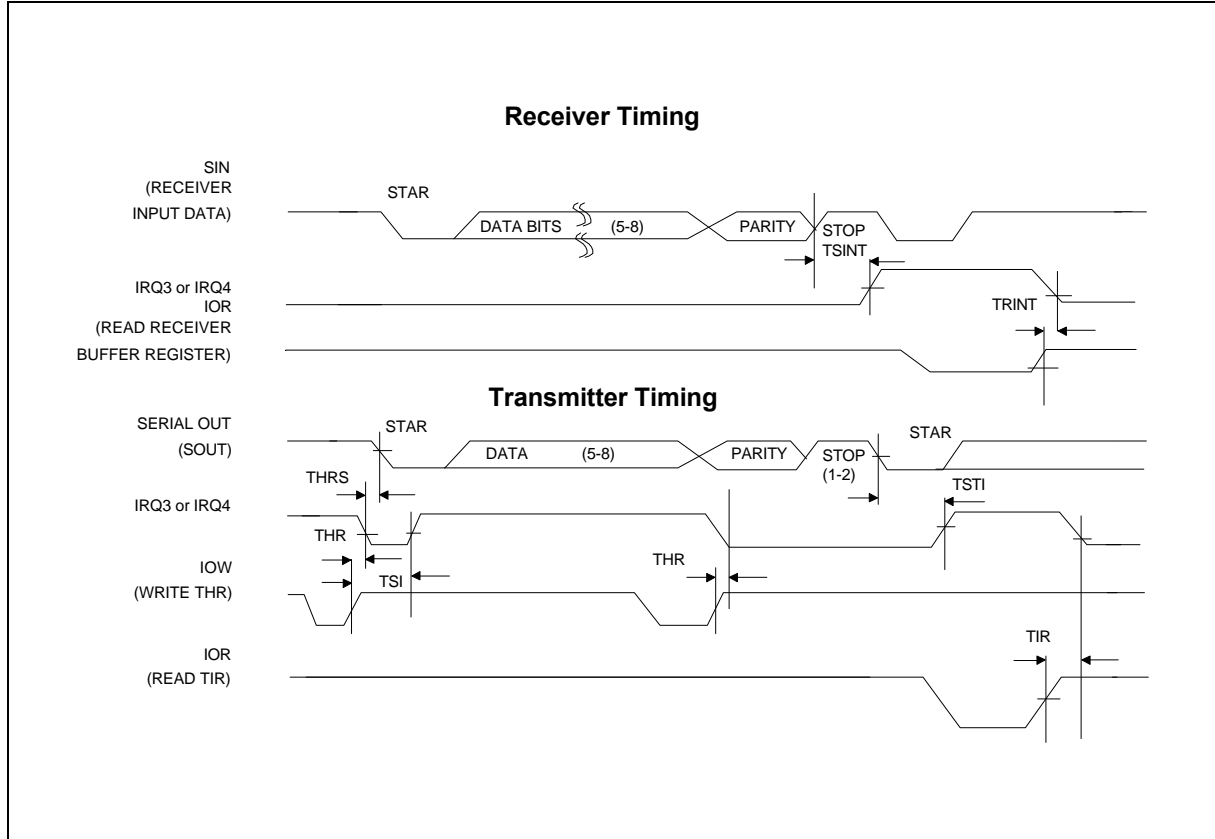 Receiver Timing
SIN
(RECEIVER
INPUT DATA)
STAR
DATA BITS (5-8)
PARITY
STOP
TSINT
IRQ3 or IRQ4
IOR
(READ RECEIVER
BUFFER REGISTER)
TRINT
Transmitter Timing
SERIAL OUT
(SOUT)
STAR
DATA (5-8)
PARITY
STOP
(1-2)
STAR
THRS
TSTI
IRQ3 or IRQ4
THR
THR
IOW
(WRITE THR)
TSI
IOR
(READ TIR)
TIR